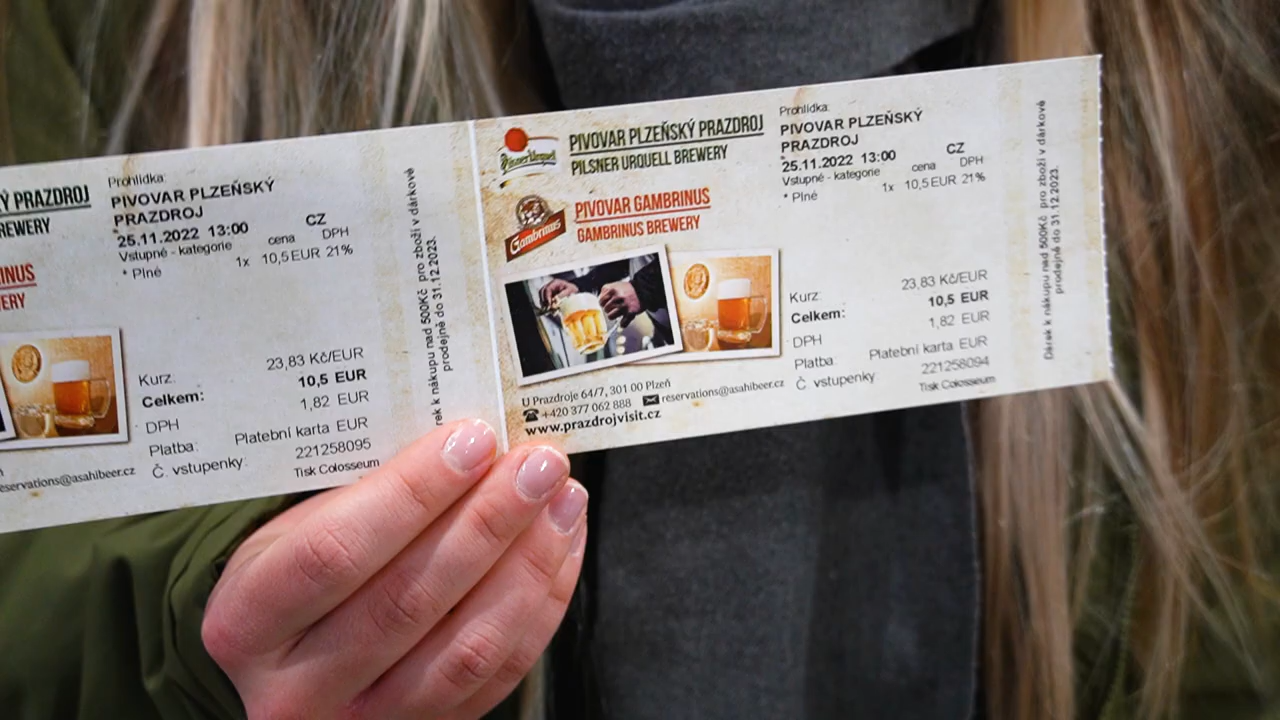 Ý PRAZDROJ
REWERY
INUS
ERY
eservations@asahibeer.cz
Prohlídka:
PIVOVAR PLZEŇSKÝ
PRAZDROJ
25.11.2022 13:00 CZ
Vstupné - kategorie cena DPH
* Plné 1x 10,5EUR 21%
Kurz: 23,83 Kč/EUR
Celkem: 10,5 EUR
DPH 1,82 EUR
Platba: Platební karta EUR
Č. vstupenky: 221258095
Tisk Colosseum
rek k nákupu nad 500Kč pro zboží v dárkové
prodejně do 31.12.2023.
Pilsner Urquell
PIVOVAR PLZEŇSKÝ PRAZDROJ
PILSNER URQUELL BREWERY
Gambrinus
PIVOVAR GAMBRINUS
GAMBRINUS BREWERY
U Prazdroje 64/7, 301 00 Plzeň
+420 377 062 888 reservations@asahibeer.cz
www.prazdrojvisit.cz
Prohlídka:
PIVOVAR PLZEŇSKÝ
PRAZDROJ
25.11.2022 13:00 CZ
Vstupné - kategorie cena DPH
* Plné 1x 10,5EUR 21%
Kurz: 23,83 Kč/EUR
Celkem: 10,5 EUR
DPH 1,82 EUR
Platba: Platební karta EUR
Č. vstupenky 221258094
Tisk Colosseum
Dárek k nákupu nad 500Kč pro zboží v dárkové
prodejně do 31.12.2023.